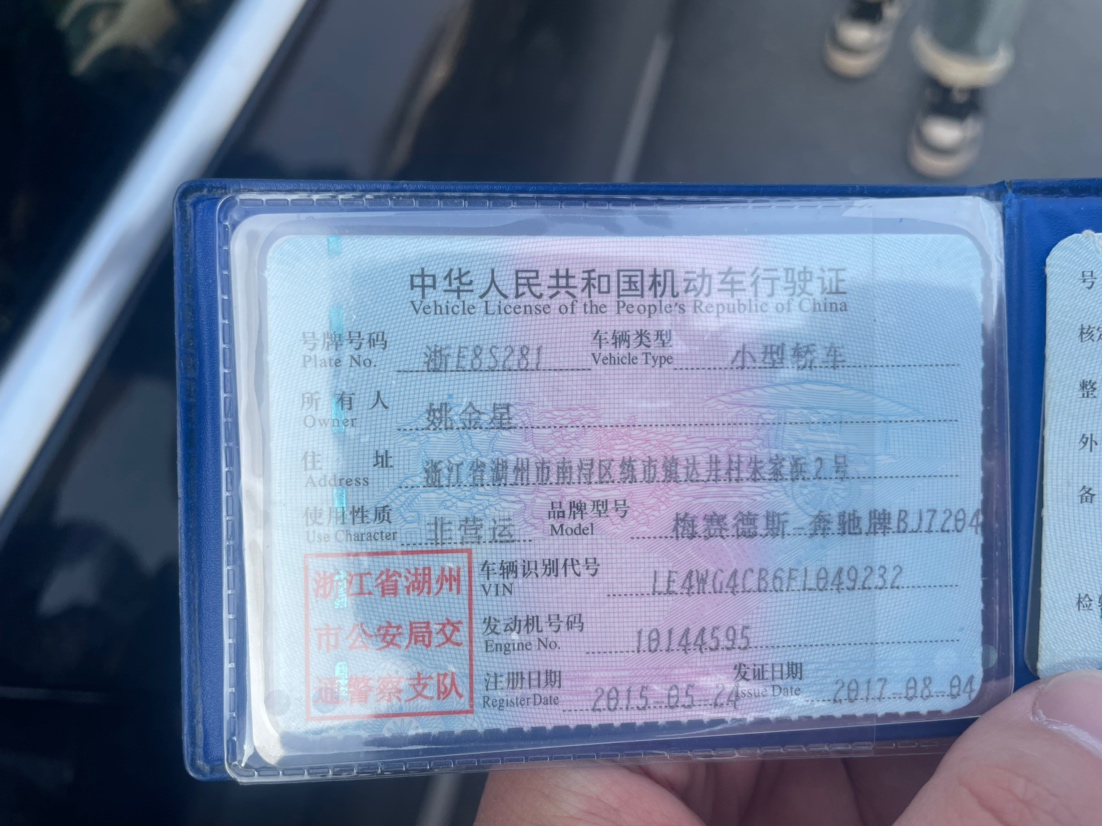 中华人民共和国机动车行驶证
Vehicle License of the People's Republic of China
号牌号码 浙E8S281 车辆类型 小型轿车
Plate No. Vehicle Type
所有人 姚金星
Owner
住址 浙江省湖州市南浔区练市镇达井村朱家浜2号
Address
使用性质 非营运 品牌型号 梅赛德斯-奔驰牌BJ7204
Use Character Model
浙江省湖州
市公安局交
通警察支队
车辆识别代号 LE4WG4CB6FL049232
VIN
发动机号码 10144595
Engine No.
注册日期 2015-05-24 发证日期 2017-08-04
Register Date Issue Date
号
核定
整
外
备
检验